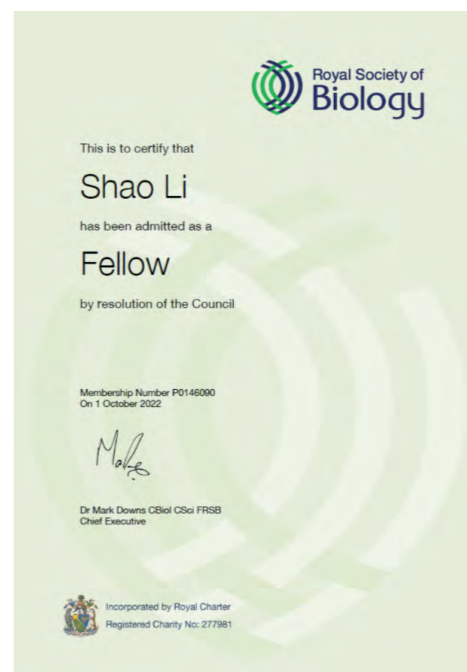 Royal Society of
Biology
This is to certify that
Shao Li
has been admitted as a
Fellow
by resolution of the Council
Membership Number P0146090
On 1 October 2022
Dr Mark Downs CBiol CSci FRSB
Chief Executive
Incorporated by Royal Charter
Registered Charity No: 277981